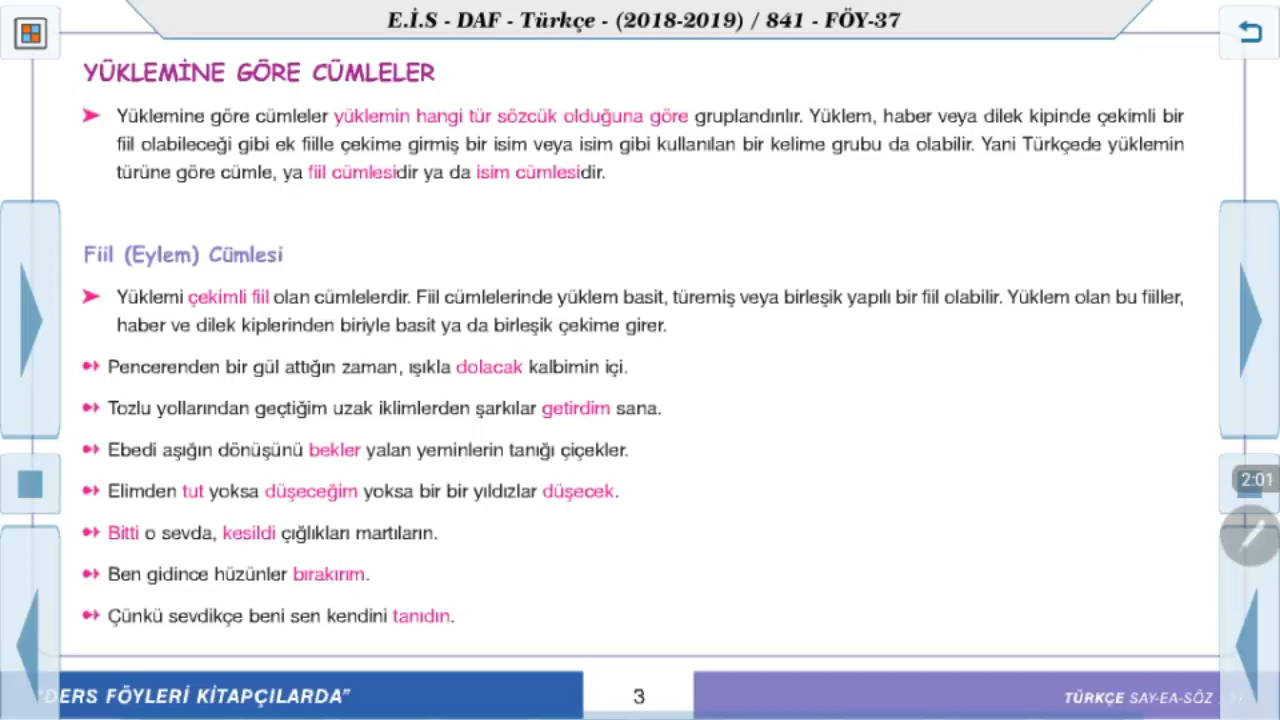 E.İ.S - DAF - Türkçe - (2018-2019) / 841 - FÖY-37
YÜKLEMİNE GÖRE CÜMLELER
Yüklemine göre cümleler yüklemin hangi tür sözcük olduğuna göre gruplandırılır. Yüklem, haber veya dilek kipinde çekimli bir
fiil olabileceği gibi ek fiille çekime girmiş bir isim veya isim gibi kullanılan bir kelime grubu da olabilir. Yani Türkçede yüklemin
türüne göre cümle, ya fiil cümlesidir ya da isim cümlesidir.
Fiil (Eylem) Cümlesi
Yüklemi çekimli fiil olan cümlelerdir. Fiil cümlelerinde yüklem basit, türemiş veya birleşik yapılı bir fiil olabilir. Yüklem olan bu fiiller,
haber ve dilek kiplerinden biriyle basit ya da birleşik çekime girer.
Pencerenden bir gül attığın zaman, ışıkla dolacak kalbimin içi.
Tozlu yollarından geçtiğim uzak iklimlerden şarkılar getirdim sana.
Ebedi aşığın dönüşünü bekler yalan yeminlerin tanığı çiçekler.
2:01
Elimden tut yoksa düşeceğim yoksa bir bir yıldızlar düşecek.
Bitti o sevda, kesildi çığlıkları martıların.
Ben gidince hüzünler bırakırım.
Çünkü sevdikçe beni sen kendini tanıdın.
"DERS FÖYLERİ KİTAPÇILARDA"
3
TÜRKÇE SAY-EA-SÖZ